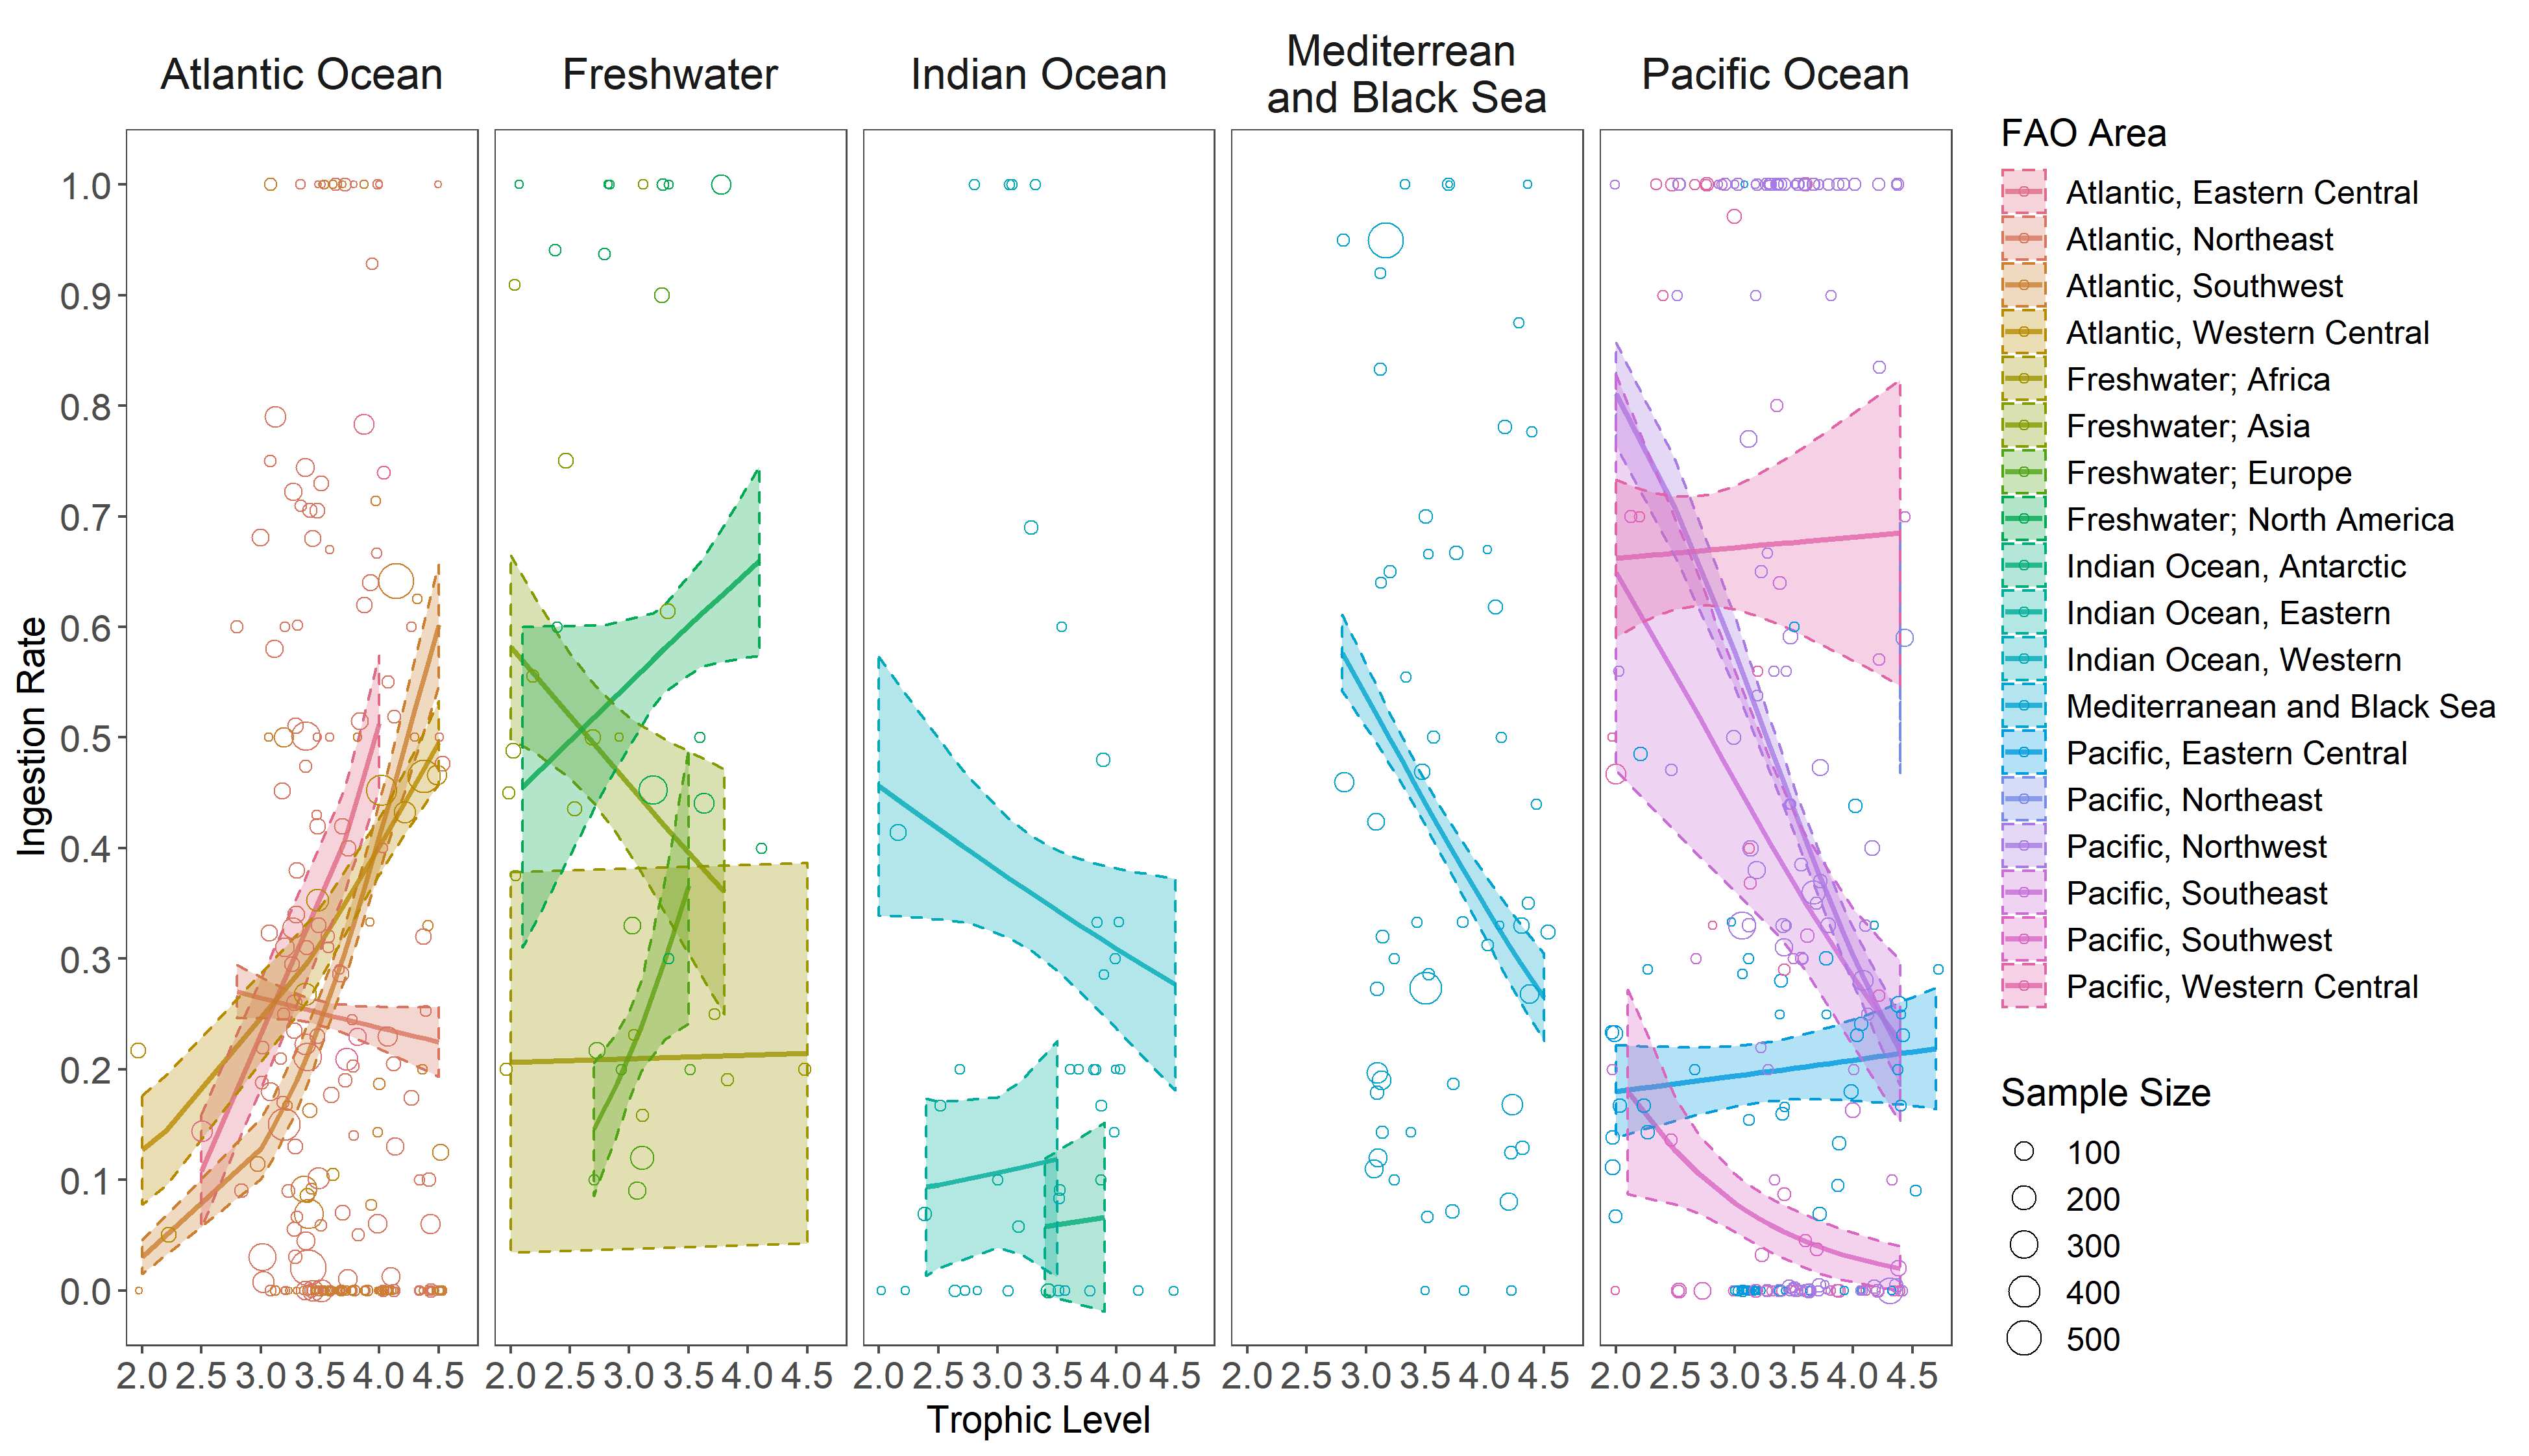 Atlantic Ocean
Freshwater
Indian Ocean
Mediterrean
and Black Sea
Pacific Ocean
1.0
0.9
0.8
0.7
0.6
0.5
0.4
0.3
0.2
0.1
0.0
Ingestion Rate
2.0 2.5 3.0 3.5 4.0 4.5
2.0 2.5 3.0 3.5 4.0 4.5
2.0 2.5 3.0 3.5 4.0 4.5
2.0 2.5 3.0 3.5 4.0 4.5
2.0 2.5 3.0 3.5 4.0 4.5
Trophic Level
FAO Area
Atlantic, Eastern Central
Atlantic, Northeast
Atlantic, Southwest
Atlantic, Western Central
Freshwater; Africa
Freshwater; Asia
Freshwater; Europe
Freshwater; North America
Indian Ocean, Antarctic
Indian Ocean, Eastern
Indian Ocean, Western
Mediterranean and Black Sea
Pacific, Eastern Central
Pacific, Northeast
Pacific, Northwest
Pacific, Southeast
Pacific, Southwest
Pacific, Western Central
Sample Size
100
200
300
400
500